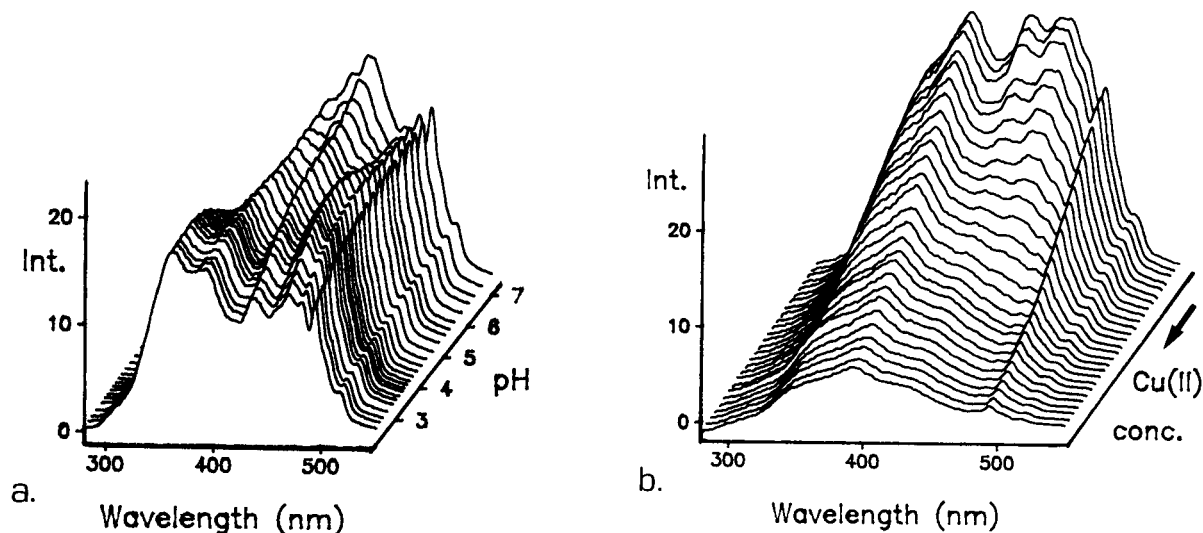 Int.
20
10
0
300
400
500
Wavelength (nm)
3
4
5
6
7
pH
a.
Int.
20
10
0
300
400
500
Wavelength (nm)
Cu(II)
conc.
b.